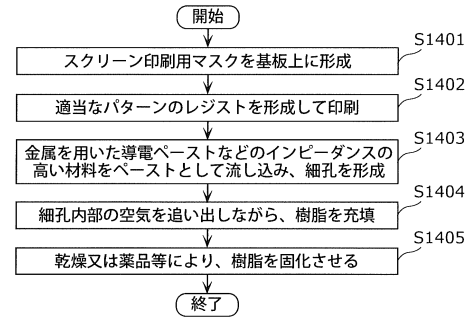 開始
S1401
スクリーン印刷用マスクを基板上に形成
S1402
適当なパターンのレジストを形成して印刷
S1403
金属を用いた導電ペーストなどのインピーダンスの
高い材料をペーストとして流し込み、細孔を形成
S1404
細孔内部の空気を追い出しながら、樹脂を充填
S1405
乾燥又は薬品等により、樹脂を固化させる
終了